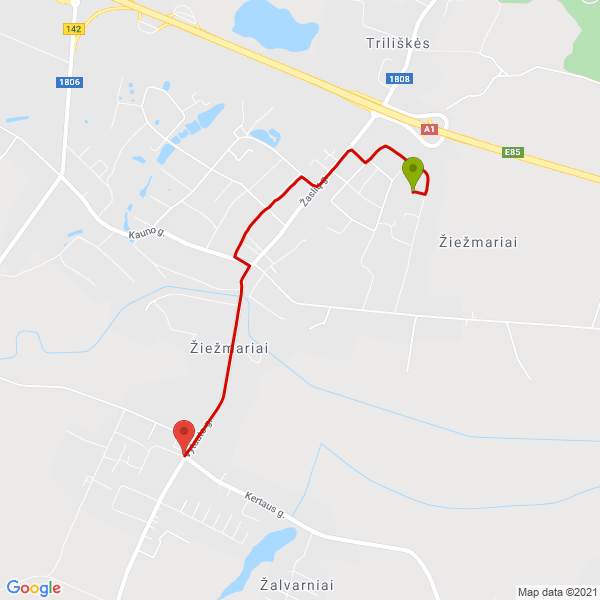 142
Triliškės
1806
1808
A1
E85
Žaslių g.
Kauno g.
Žiežmariai
Žiežmariai
Vytauto g.
Kertaus g.
Žalvarniai
Google
Map data ©2021